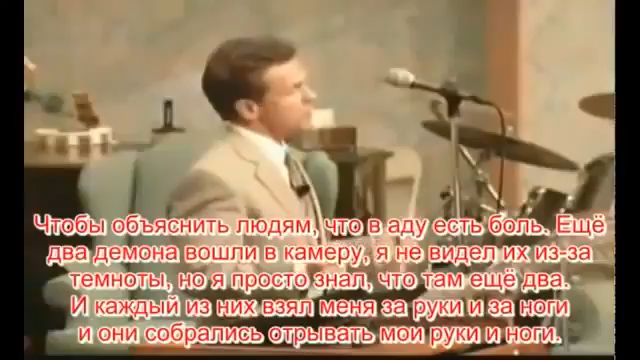 Чтобы объяснить людям, что в аду есть боль. Ещё
два демона вошли в камеру, я не видел их из-за
темноты, но я просто знал, что там ещё два.
И каждый из них взял меня за руки и за ноги
и они собрались отрывать мои руки и ноги.